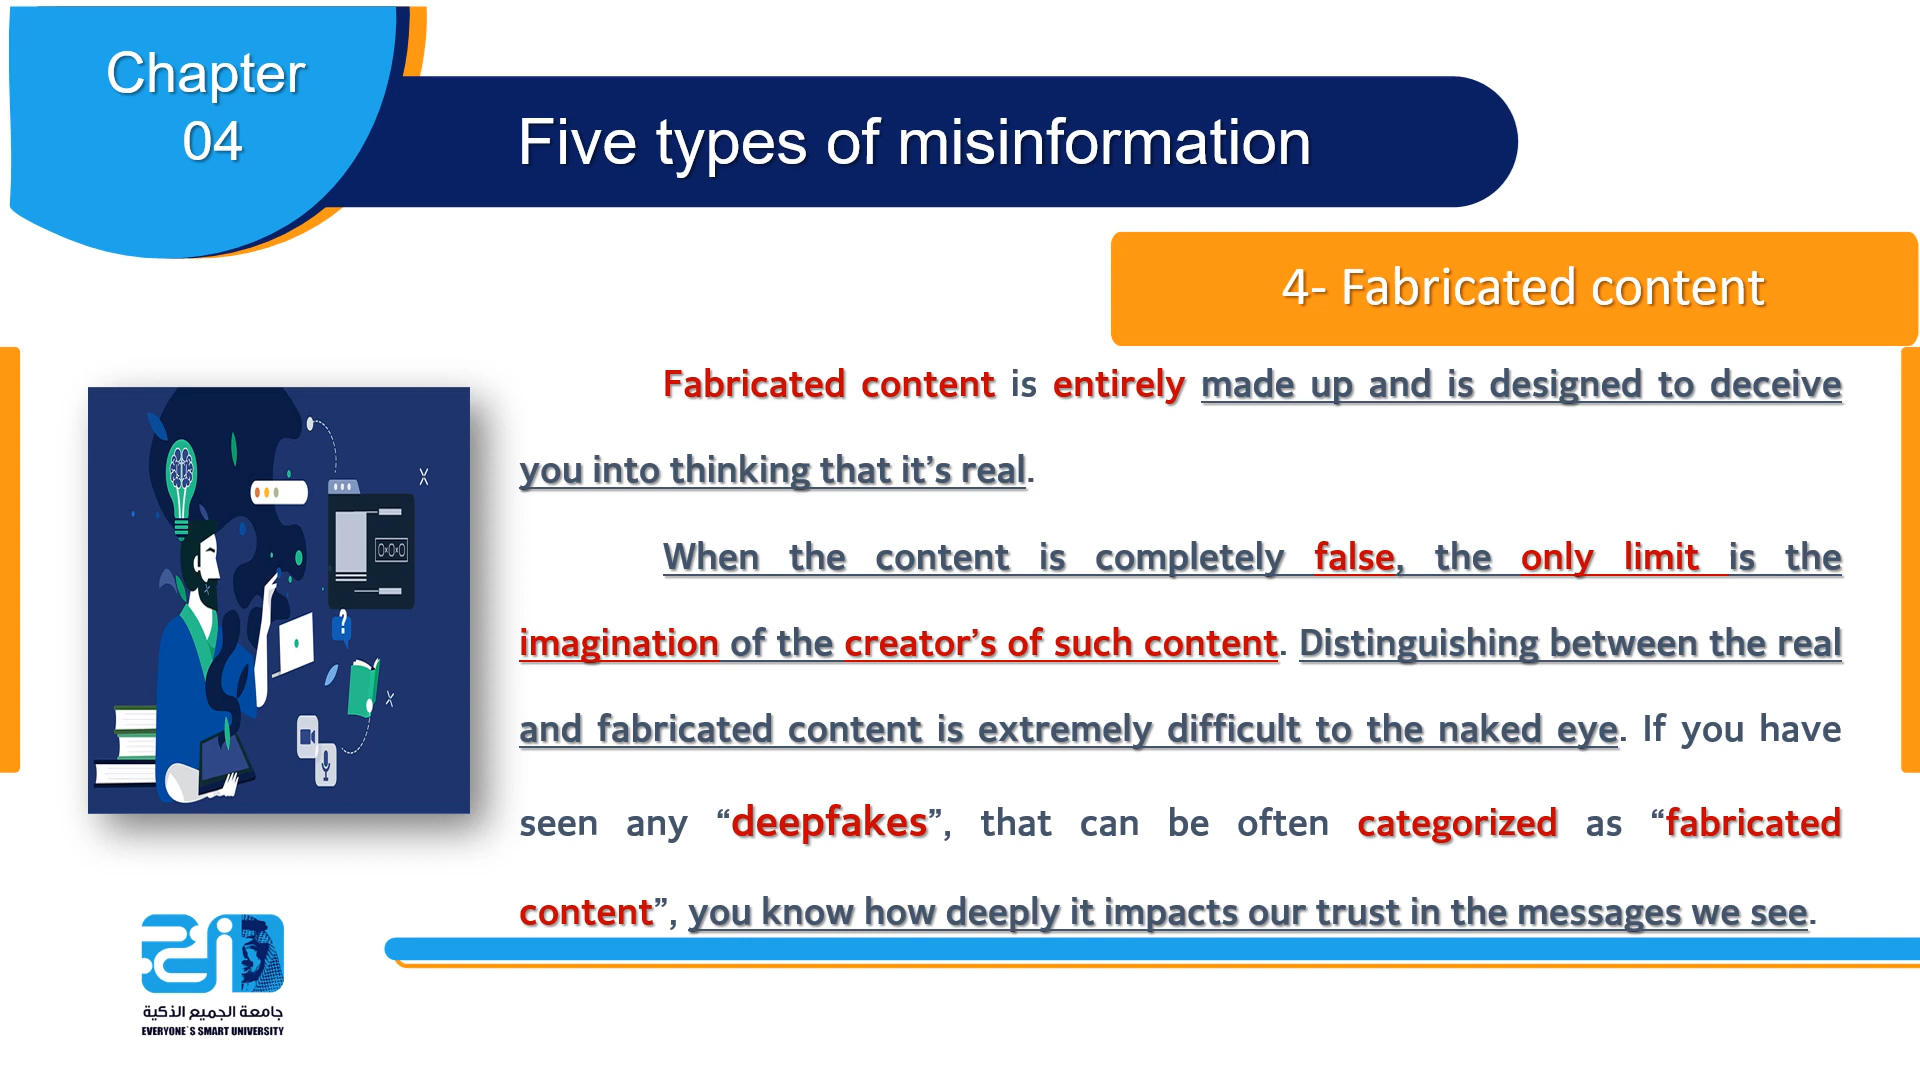 Chapter
04
Five types of misinformation
4- Fabricated content
Fabricated content is entirely made up and is designed to deceive
you into thinking that it’s real.
When the content is completely false, the only limit is the
imagination of the creator’s of such content. Distinguishing between the real
and fabricated content is extremely difficult to the naked eye. If you have
seen any “deepfakes”, that can be often categorized as “fabricated
content”, you know how deeply it impacts our trust in the messages we see.
?
جامعة الجميع الذكية
EVERYONE`S SMART UNIVERSITY